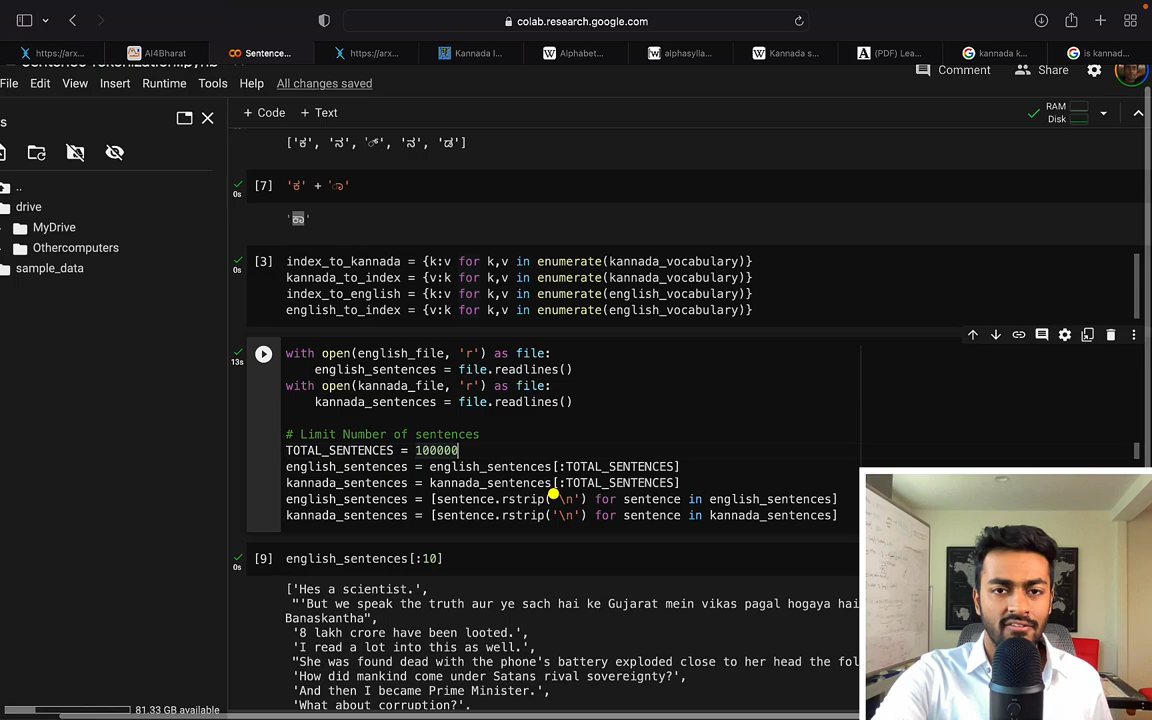 colab.research.google.com
https://arx...
AI4Bharat
Sentence...
https://arx...
Kannada l...
Alphabet...
alphasylla...
Kannada s...
(PDF) Lea...
kannada k...
is kannad...
File Edit View Insert Runtime Tools Help All changes saved
Comment Share
+ Code + Text
RAM
Disk
['ಕ', 'ನ', '್', 'ನ', 'ಡ']
..
drive
MyDrive
Othercomputers
sample_data
0s
[7] 'ಕ' + 'ಾ'
'ಕಾ'
0s
[3] index_to_kannada = {k:v for k,v in enumerate(kannada_vocabulary)}
kannada_to_index = {v:k for k,v in enumerate(kannada_vocabulary)}
index_to_english = {k:v for k,v in enumerate(english_vocabulary)}
english_to_index = {v:k for k,v in enumerate(english_vocabulary)}
13s
with open(english_file, 'r') as file:
english_sentences = file.readlines()
with open(kannada_file, 'r') as file:
kannada_sentences = file.readlines()
# Limit Number of sentences
TOTAL_SENTENCES = 100000
english_sentences = english_sentences[:TOTAL_SENTENCES]
kannada_sentences = kannada_sentences[:TOTAL_SENTENCES]
english_sentences = [sentence.rstrip('\n') for sentence in english_sentences]
kannada_sentences = [sentence.rstrip('\n') for sentence in kannada_sentences]
0s
[9] english_sentences[:10]
['Hes a scientist.',
"'But we speak the truth aur ye sach hai ke Gujarat mein vikas pagal hogaya hai
Banaskantha",
'8 lakh crore have been looted.',
'I read a lot into this as well.',
"She was found dead with the phone's battery exploded close to her head the fol
'How did mankind come under Satans rival sovereignty?',
'And then I became Prime Minister.',
'What about corruption?',
81.33 GB available